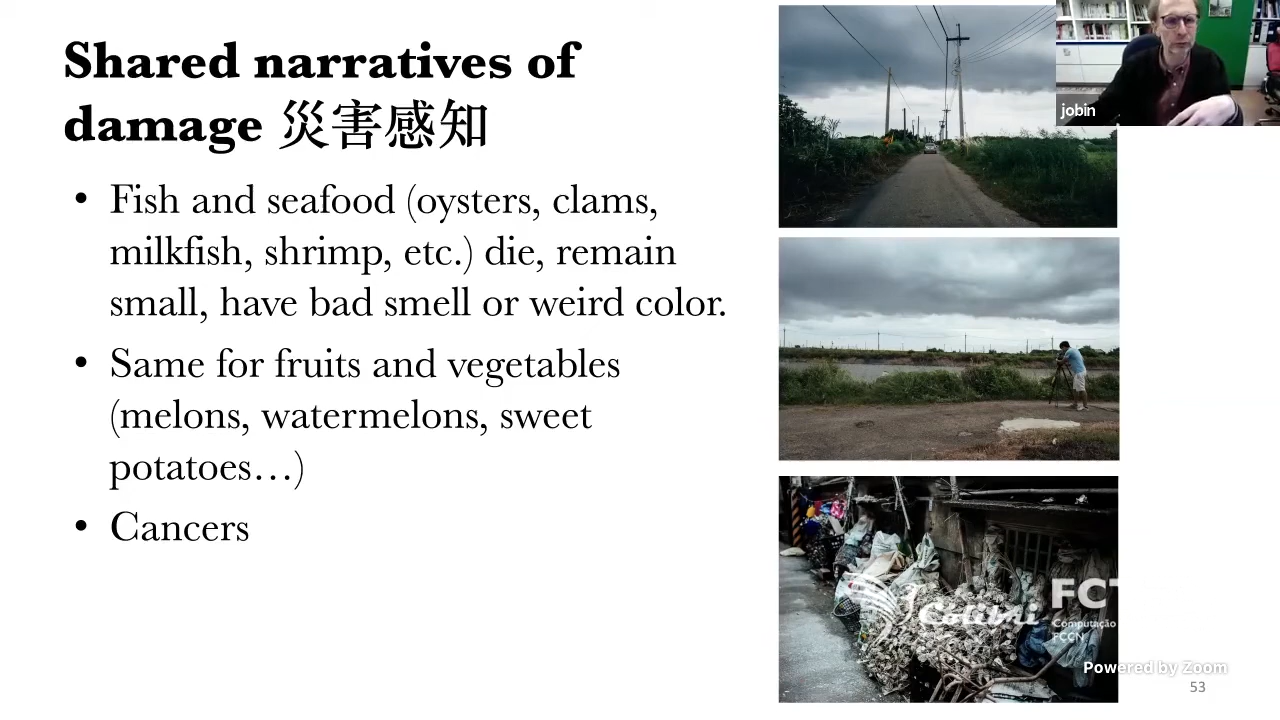 Shared narratives of
damage 災害感知
• Fish and seafood (oysters, clams,
milkfish, shrimp, etc.) die, remain
small, have bad smell or weird color.
• Same for fruits and vegetables
(melons, watermelons, sweet
potatoes…)
• Cancers
jobin
Colibri
FCT
Computação
FCCN
Powered by Zoom
53